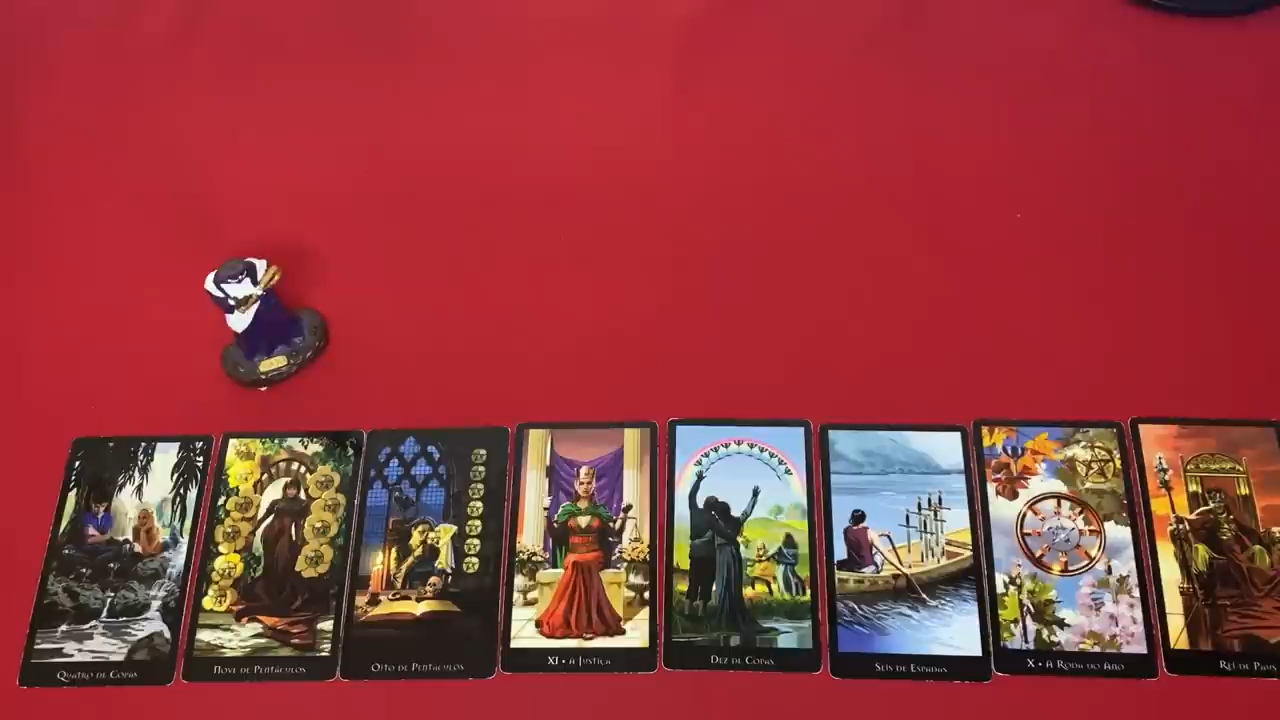 Quatro de Copas
Nove de Pentáculos
Oito de Pentáculos
XI • A Justiça
Dez de Copas
Seis de Espadas
X • A Roda do Ano
Rei de Paus